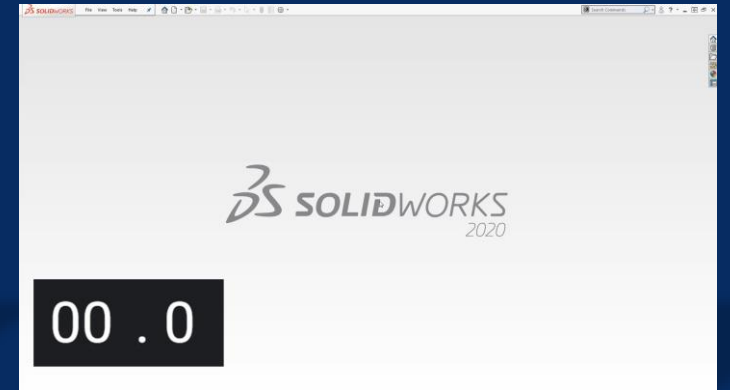 SOLIDWORKS File View Tools Help Search Commands ?
SOLIDWORKS
2020
00 . 0